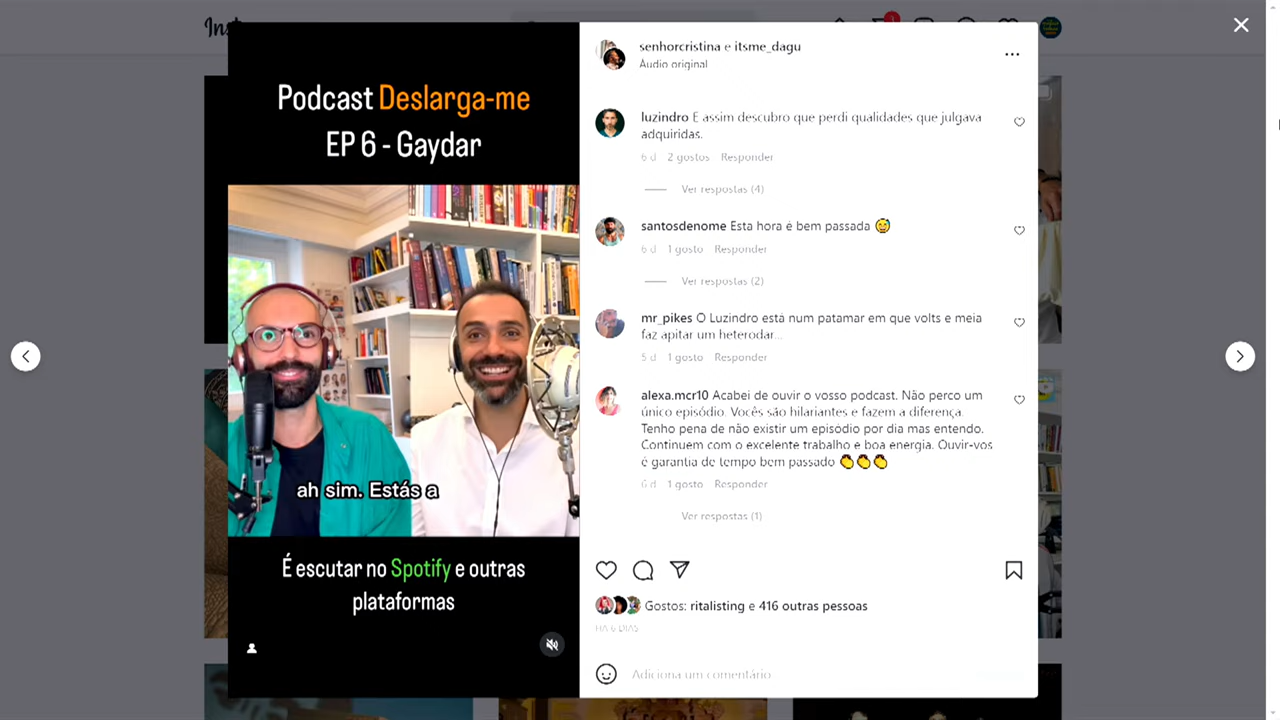 Podcast Deslarga-me
EP 6 - Gaydar
ah sim. Estás a
É escutar no Spotify e outras
plataformas
senhorcristina e itsme_dagu
Áudio original
luzindro E assim descubro que perdi qualidades que julgava
adquiridas.
6 d 2 gostos Responder
Ver respostas (4)
santosdenome Esta hora é bem passada 😅
6 d 1 gosto Responder
Ver respostas (2)
mr_pikes O Luzindro está num patamar em que volts e meia
faz apitar um heterodar...
5 d 1 gosto Responder
alexa.mcr10 Acabei de ouvir o vosso podcast. Não perco um
único episódio. Vocês são hilariantes e fazem a diferença.
Tenho pena de não existir um episódio por dia mas entendo.
Continuem com o excelente trabalho e boa energia. Ouvir-vos
é garantia de tempo bem passado 👏👏👏
6 d 1 gosto Responder
Ver respostas (1)
Gostos: ritalisting e 416 outras pessoas
HÁ 6 DIAS
Adiciona um comentário